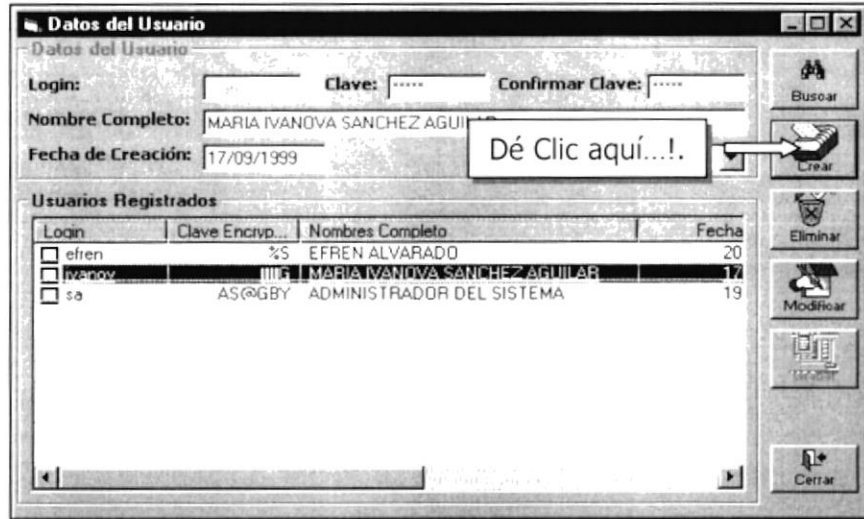 Datos del Usuario
Datos del Usuario
Login: Clave: ----- Confirmar Clave: -----
Nombre Completo: MARIA IVANOVA SANCHEZ AGUILAR
Fecha de Creación: 17/09/1999
Dé Clic aquí...!.
Usuarios Registrados
Login Clave Encryp... Nombres Completo Fecha
efren %S EFREN ALVARADO 20
ivanov MARIA IVANOVA SANCHEZ AGUILAR 17
sa AS@GBY ADMINISTRADOR DEL SISTEMA 19
Buscar
Crear
Eliminar
Modificar
Cerrar